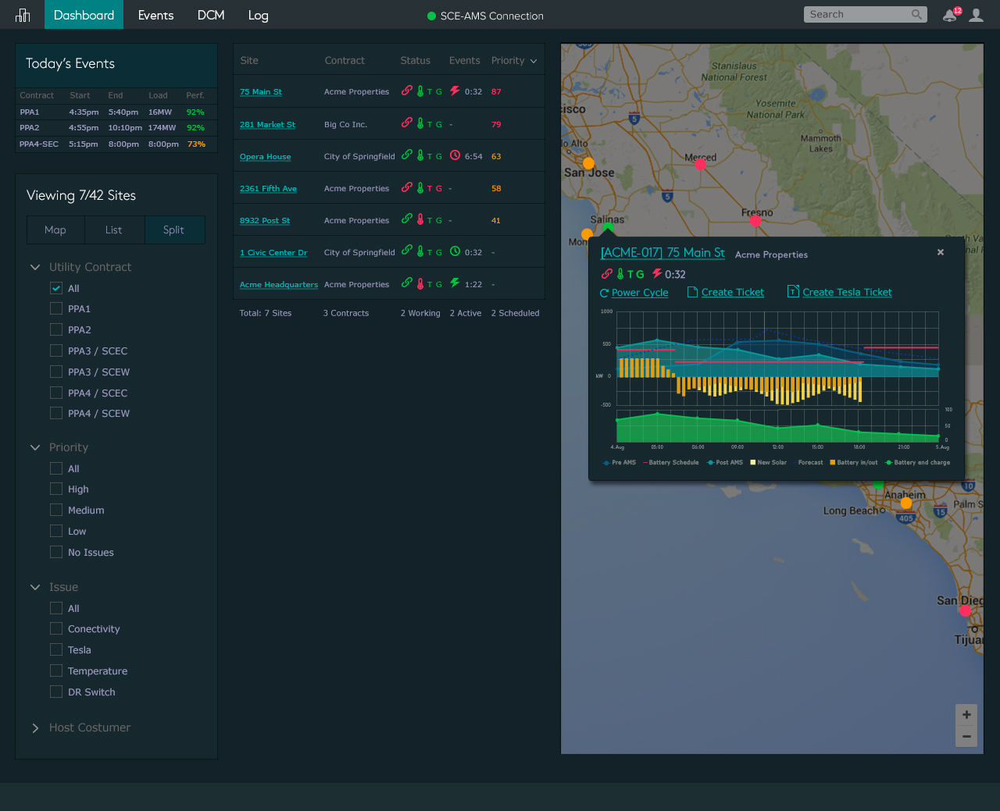 Dashboard Events DCM Log SCE-AMS Connection Search 12
Today's Events
Contract Start End Load Perf.
PPA1 4:35pm 5:40pm 16MW 92%
PPA2 4:55pm 10:10pm 174MW 92%
PPA4-SEC 5:15pm 8:00pm 8:00pm 73%
Viewing 7/42 Sites
Map List Split
Utility Contract
All
PPA1
PPA2
PPA3 / SCEC
PPA3 / SCEW
PPA4 / SCEC
PPA4 / SCEW
Priority
All
High
Medium
Low
No Issues
Issue
All
Conectivity
Tesla
Temperature
DR Switch
Host Costumer
Site Contract Status Events Priority
75 Main St Acme Properties T G 0:32 87
281 Market St Big Co Inc. T G - 79
Opera House City of Springfield T G 6:54 63
2361 Fifth Ave Acme Properties T G - 58
8932 Post St Acme Properties T G - 41
1 Civic Center Dr City of Springfield T G 0:32 -
Acme Headquarters Acme Properties T G 1:22 -
Total: 7 Sites 3 Contracts 2 Working 2 Active 2 Scheduled
Stanislaus
National Forest
Yosemite
National Park
Mammoth
Lakes
cisco
5
lo Alto
San Jose
Merced
5
Fresno
Salinas
Mon
th Va
National
[ACME-017] 75 Main St Acme Properties ×
T G 0:32
Power Cycle Create Ticket T Create Tesla Ticket
1000
500
kW 0
-500
100
50
0
4. Aug 03:00 06:00 09:00 12:00 15:00 18:00 21:00 5. Aug
Pre AMS Battery Schedule Post AMS New Solar Forecast Battery in/out Battery end charge
10
Anaheim
Long Beach
405
15
Palm S
San Dieg
Tijuan
+
−